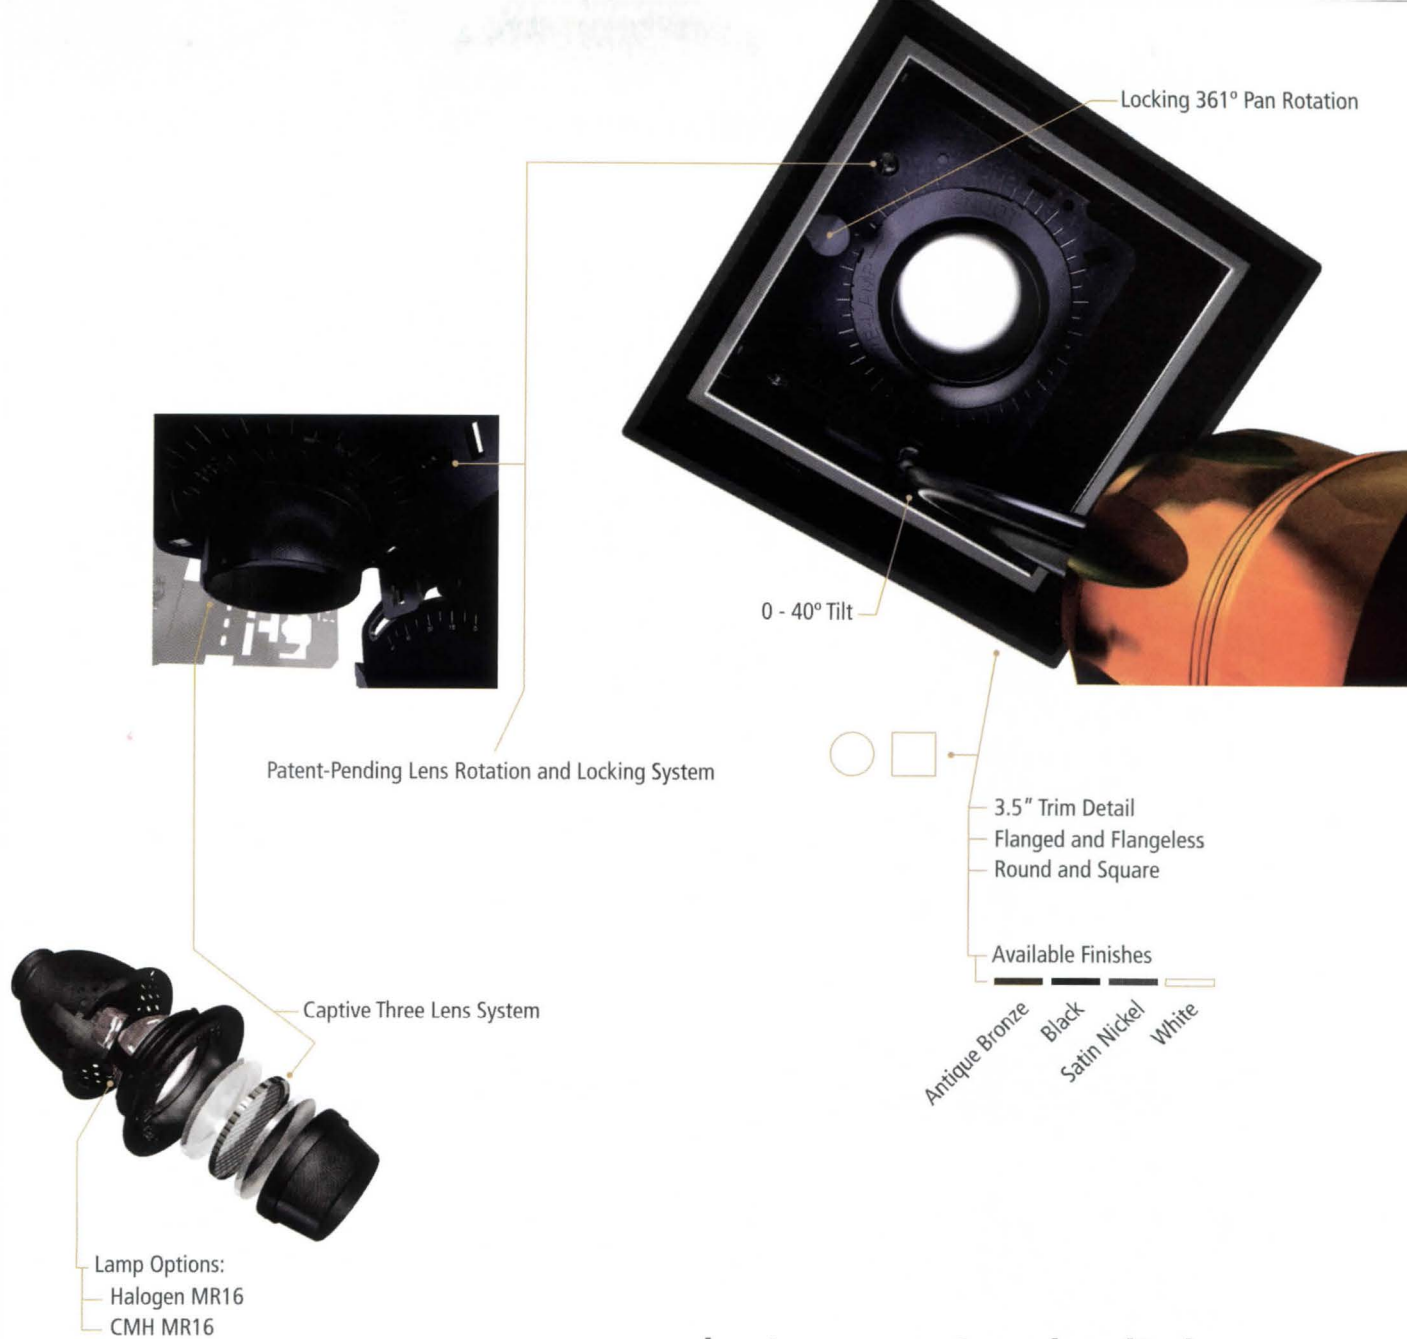 Locking 361º Pan Rotation
0 - 40º Tilt
Patent-Pending Lens Rotation and Locking System
3.5" Trim Detail
Flanged and Flangeless
Round and Square
Available Finishes
Antique Bronze
Black
Satin Nickel
White
Captive Three Lens System
Lamp Options:
Halogen MR16
CMH MR16